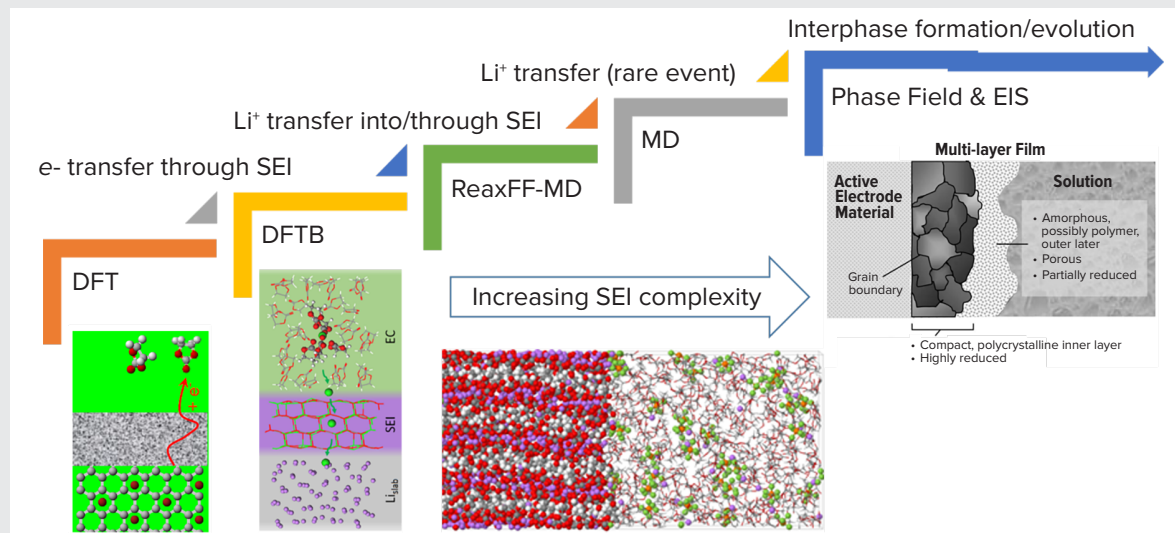 Interphase formation/evolution
Li⁺ transfer (rare event)
Phase Field & EIS
Li⁺ transfer into/through SEI
MD
e- transfer through SEI
ReaxFF-MD
DFTB
DFT
Increasing SEI complexity
Multi-layer Film
Active
Electrode
Material
Solution
• Amorphous,
possibly polymer,
outer later
• Porous
• Partially reduced
Grain
boundary
• Compact, polycrystalline inner layer
• Highly reduced
EC
SEI
Li slab